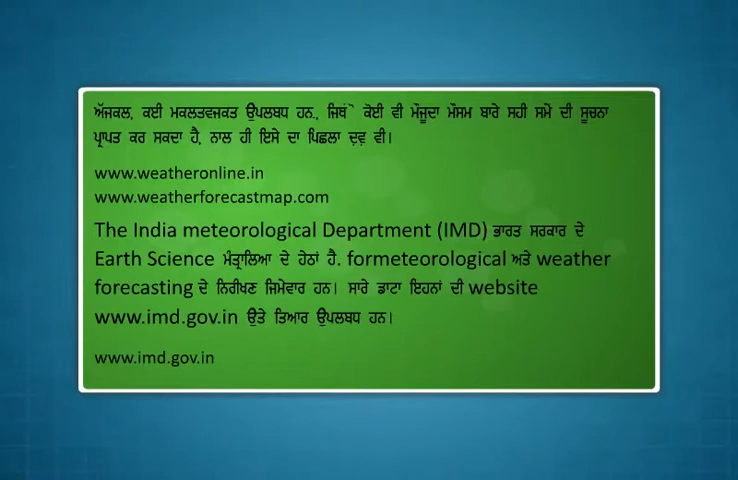 ਅੱਜਕਲ, ਕਈ ਮਕਲਤਵਜਕਤ ਉਪਲਬਧ ਹਨ., ਜਿਥੇਂ ਕੋਈ ਵੀ ਮੌਜੂਦਾ ਮੌਸਮ ਬਾਰੇ ਸਹੀ ਸਮੇਂ ਦੀ ਸੂਚਨਾ
ਪ੍ਰਾਪਤ ਕਰ ਸਕਦਾ ਹੈ, ਨਾਲ ਹੀ ਇਸੇ ਦਾ ਪਿਛਲਾ ਵੀ।
www.weatheronline.in
www.weatherforecastmap.com
The India meteorological Department (IMD) ਭਾਰਤ ਸਰਕਾਰ ਦੇ
Earth Science ਮੰਤ੍ਰਾਲਿਆ ਦੇ ਹੇਠਾਂ ਹੈ. formeteorological ਅਤੇ weather
forecasting ਦੇ ਨਿਰੀਖਣ ਜਿਮੇਵਾਰ ਹਨ। ਸਾਰੇ ਡਾਟਾ ਇਹਨਾਂ ਦੀ website
www.imd.gov.in ਉਤੇ ਤਿਆਰ ਉਪਲਬਧ ਹਨ।
www.imd.gov.in